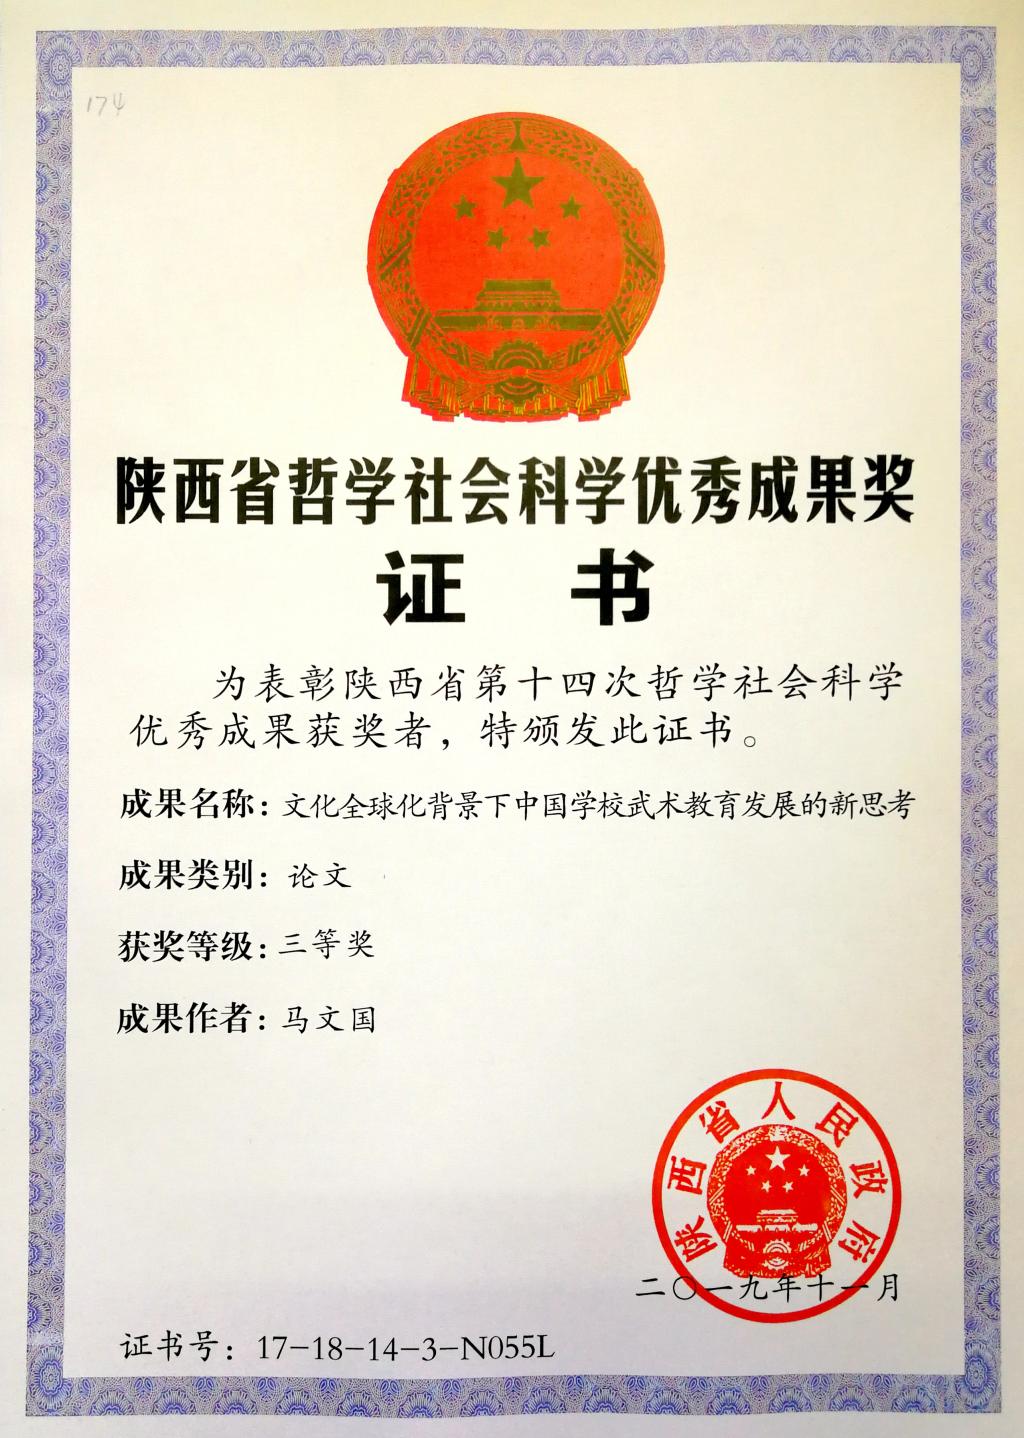 174
陕西省哲学社会科学优秀成果奖
证 书
为表彰陕西省第十四次哲学社会科学
优秀成果获奖者，特颁发此证书。
成果名称：文化全球化背景下中国学校武术教育发展的新思考
成果类别：论文
获奖等级：三等奖
成果作者：马文国
陕西省人民政府
二〇一九年十一月
证书号：17-18-14-3-N055L